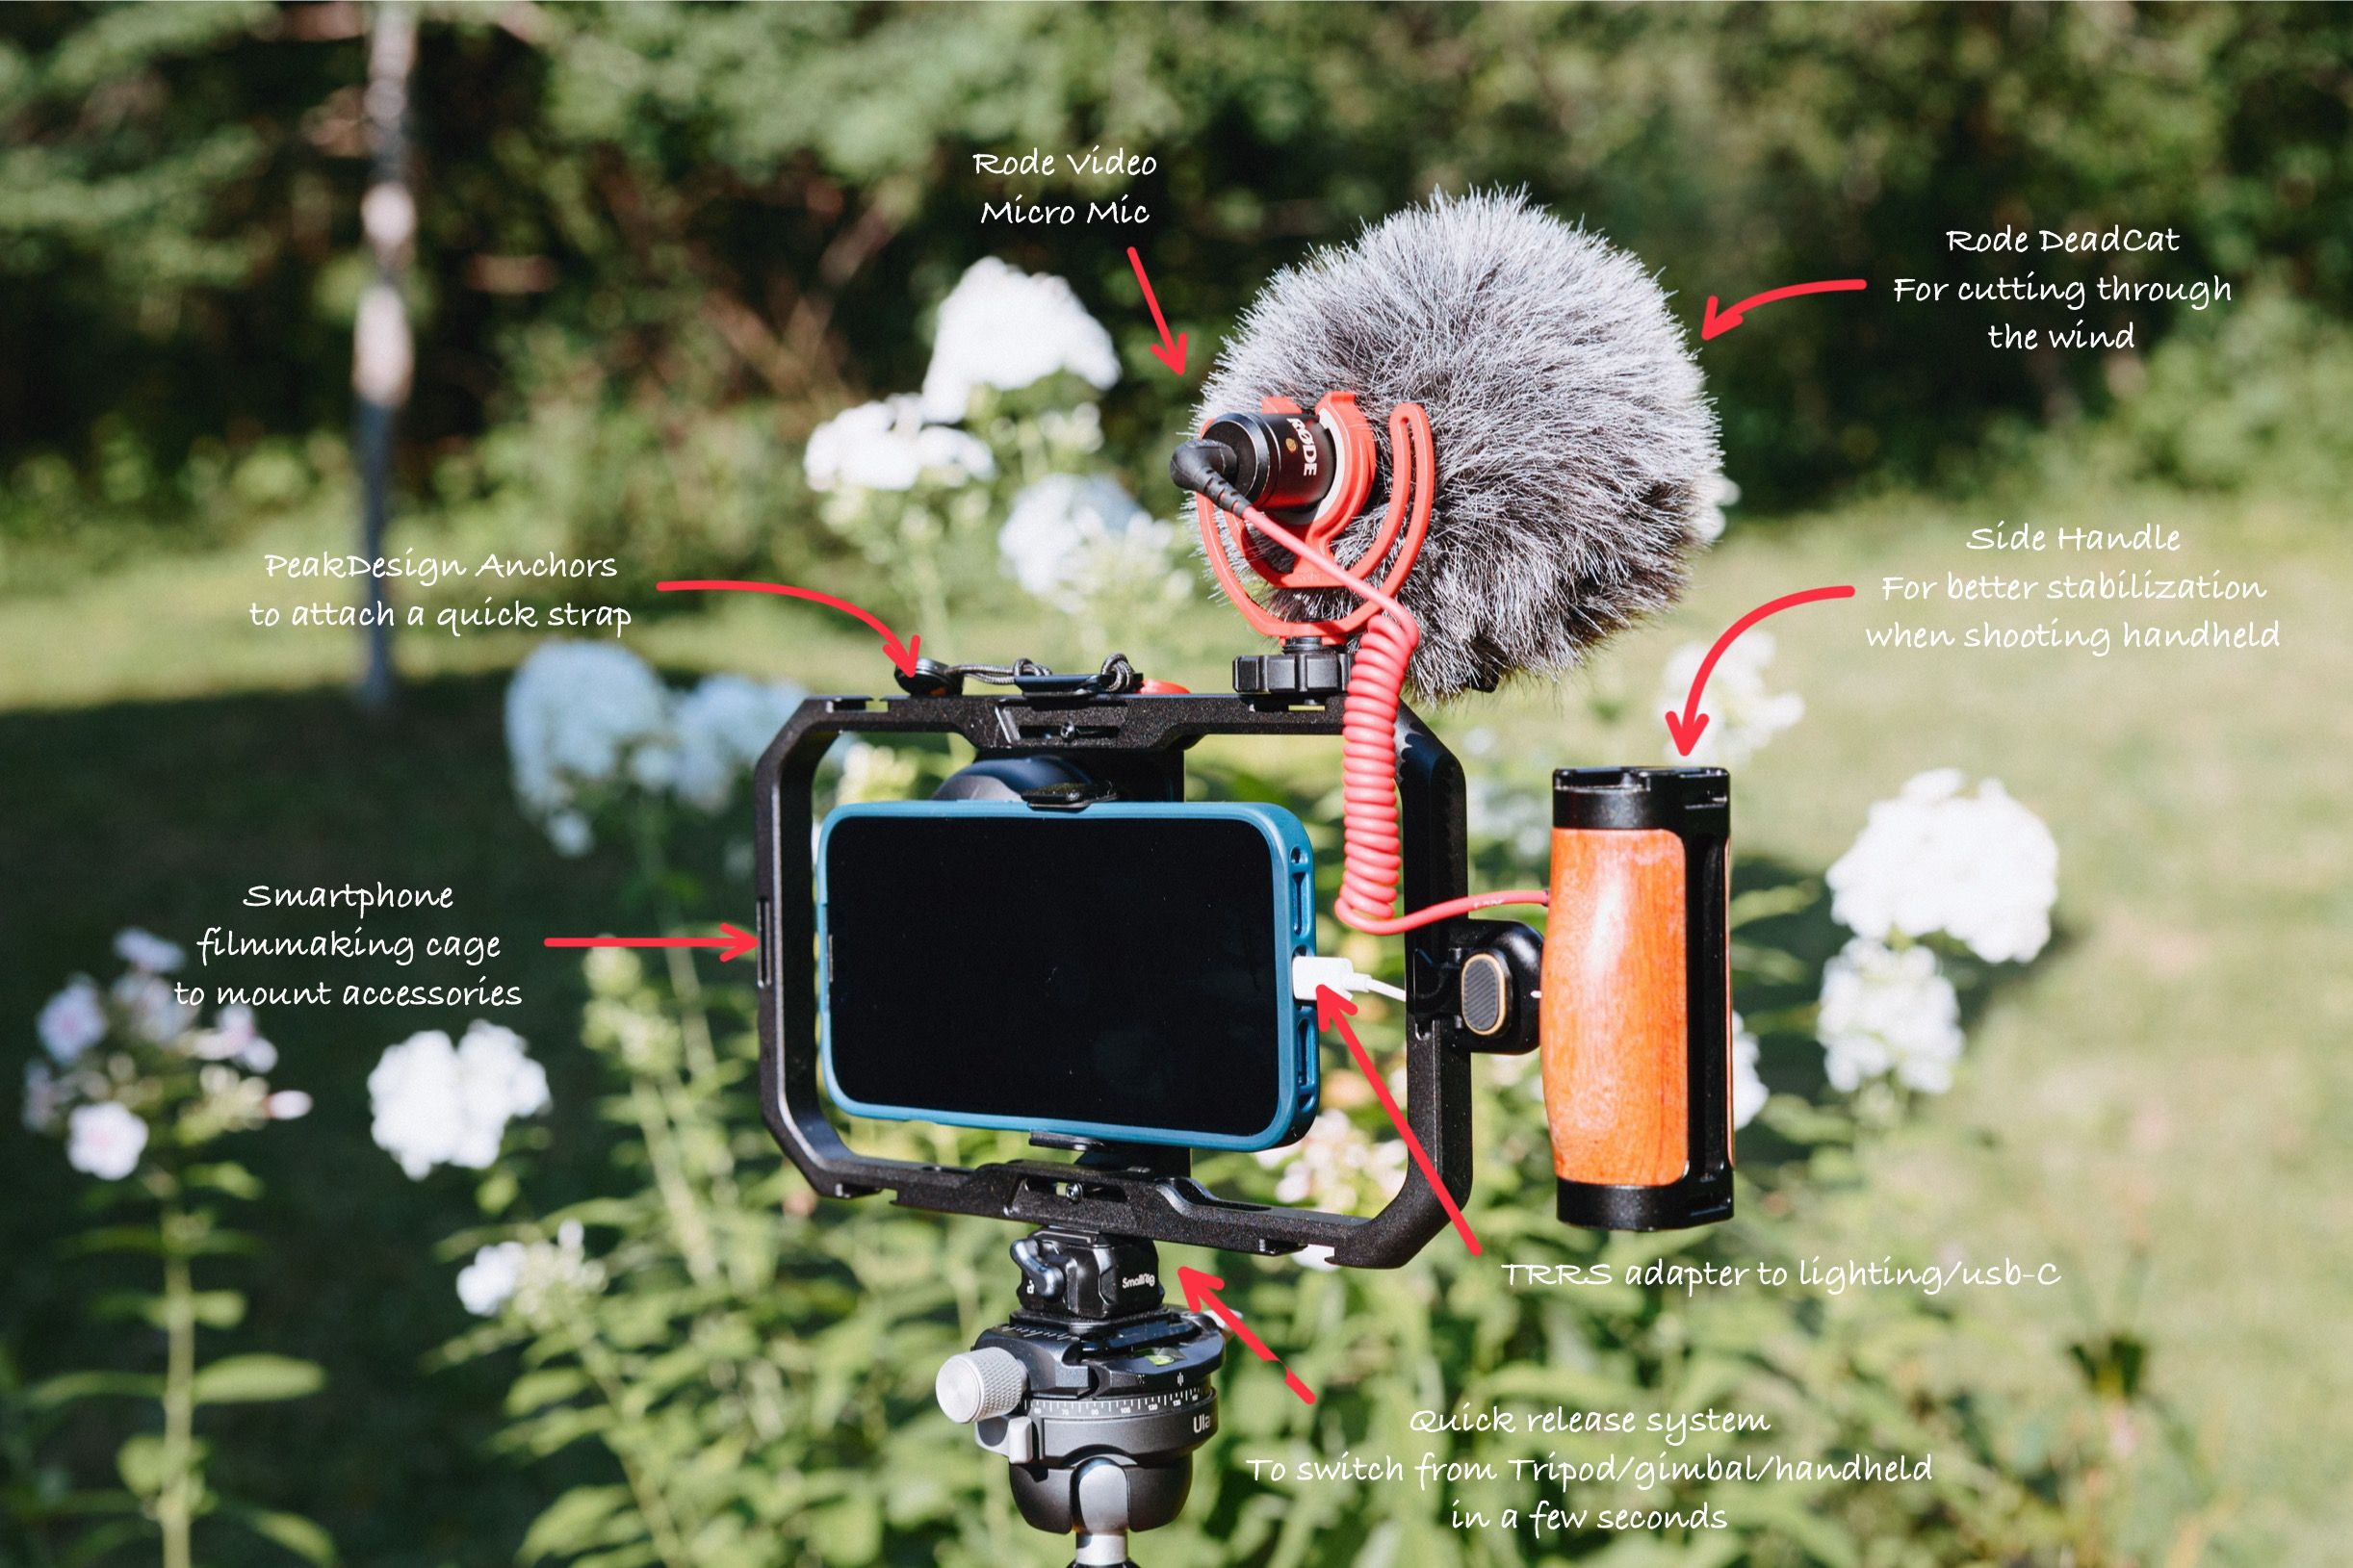 Rode Video
Micro Mic
Rode DeadCat
For cutting through
the wind
RØDE
PeakDesign Anchors
to attach a quick strap
Side Handle
For better stabilization
when shooting handheld
Smartphone
filmmaking cage
to mount accessories
TRRS adapter to lighting/usb-C
SmallRig
Ula
Quick release system
To switch from Tripod/gimbal/handheld
in a few seconds